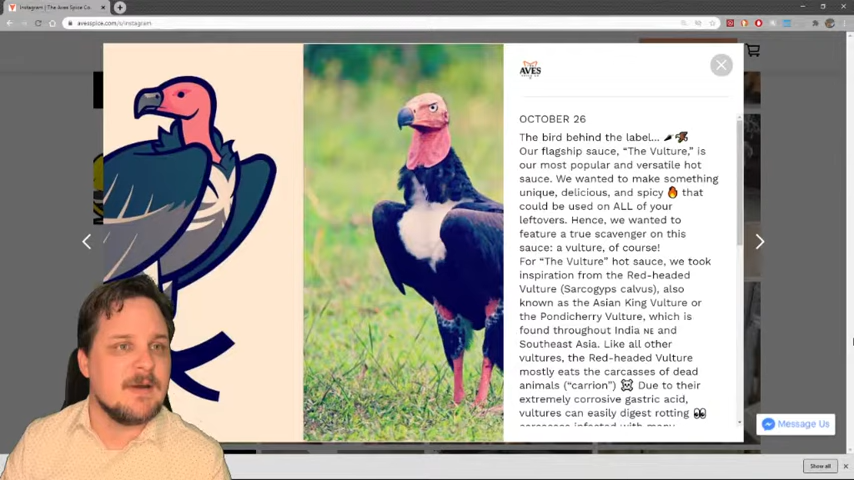 Instagram | The Aves Spice Co.
avesspice.com/s/instagram
AVES
OCTOBER 26
The bird behind the label...
Our flagship sauce, “The Vulture,” is
our most popular and versatile hot
sauce. We wanted to make something
unique, delicious, and spicy 🔥 that
could be used on ALL of your
leftovers. Hence, we wanted to
feature a true scavenger on this
sauce: a vulture, of course!
For “The Vulture” hot sauce, we took
inspiration from the Red-headed
Vulture (Sarcogyps calvus), also
known as the Asian King Vulture or
the Pondicherry Vulture, which is
found throughout India NE and
Southeast Asia. Like all other
vultures, the Red-headed Vulture
mostly eats the carcasses of dead
animals (“carrion”) ☠ Due to their
extremely corrosive gastric acid,
vultures can easily digest rotting 👀
carcasses infected with many
Message Us
Show all